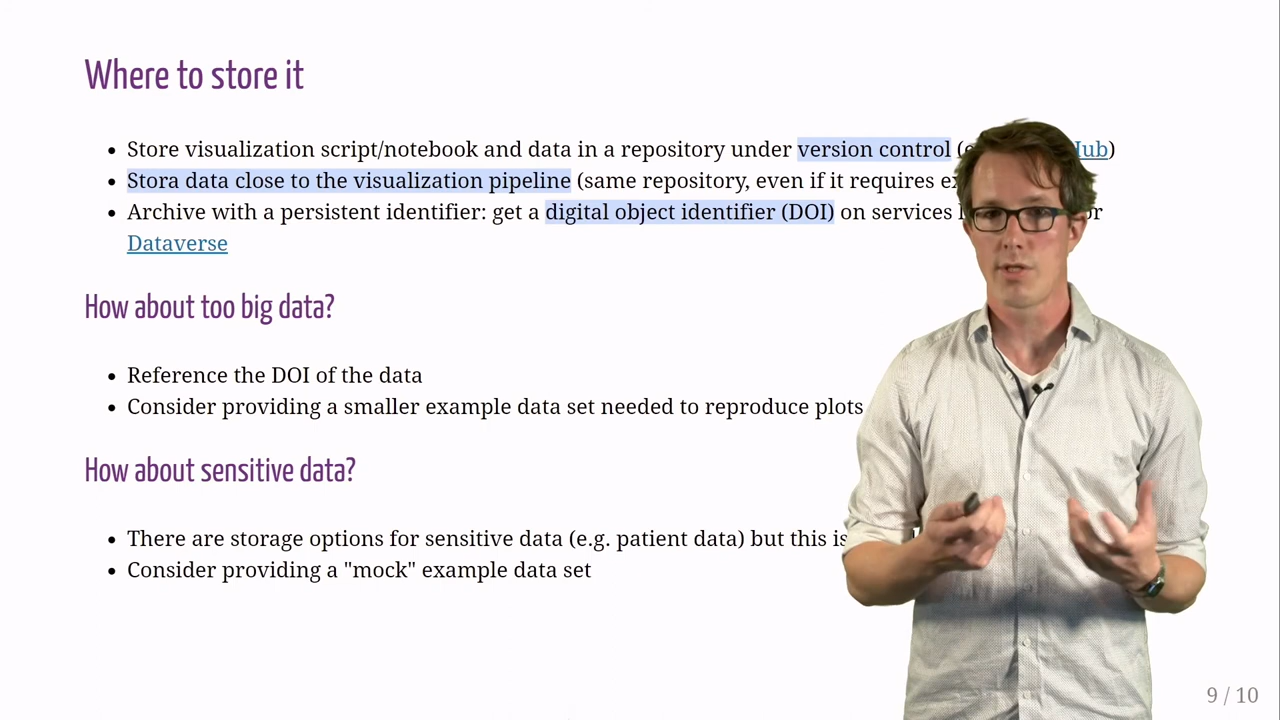 Where to store it
Store visualization script/notebook and data in a repository under version control (
Stora data close to the visualization pipeline (same repository, even if it requires
Archive with a persistent identifier: get a digital object identifier (DOI) on services
Dataverse
How about too big data?
Reference the DOI of the data
Consider providing a smaller example data set needed to reproduce plots
How about sensitive data?
There are storage options for sensitive data (e.g. patient data) but this is
Consider providing a "mock" example data set
9 / 10